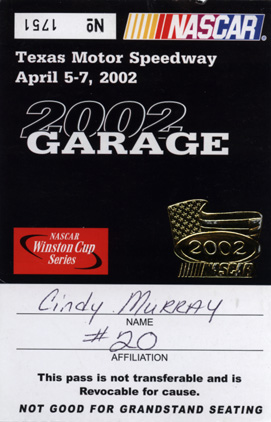 1751 No
NASCAR®
Texas Motor Speedway
April 5-7, 2002
2002
GARAGE
NASCAR
Winston Cup
Series
2002
NASCAR
Cindy Murray
NAME
#20
AFFILIATION
This pass is not transferable and is
Revocable for cause.
NOT GOOD FOR GRANDSTAND SEATING